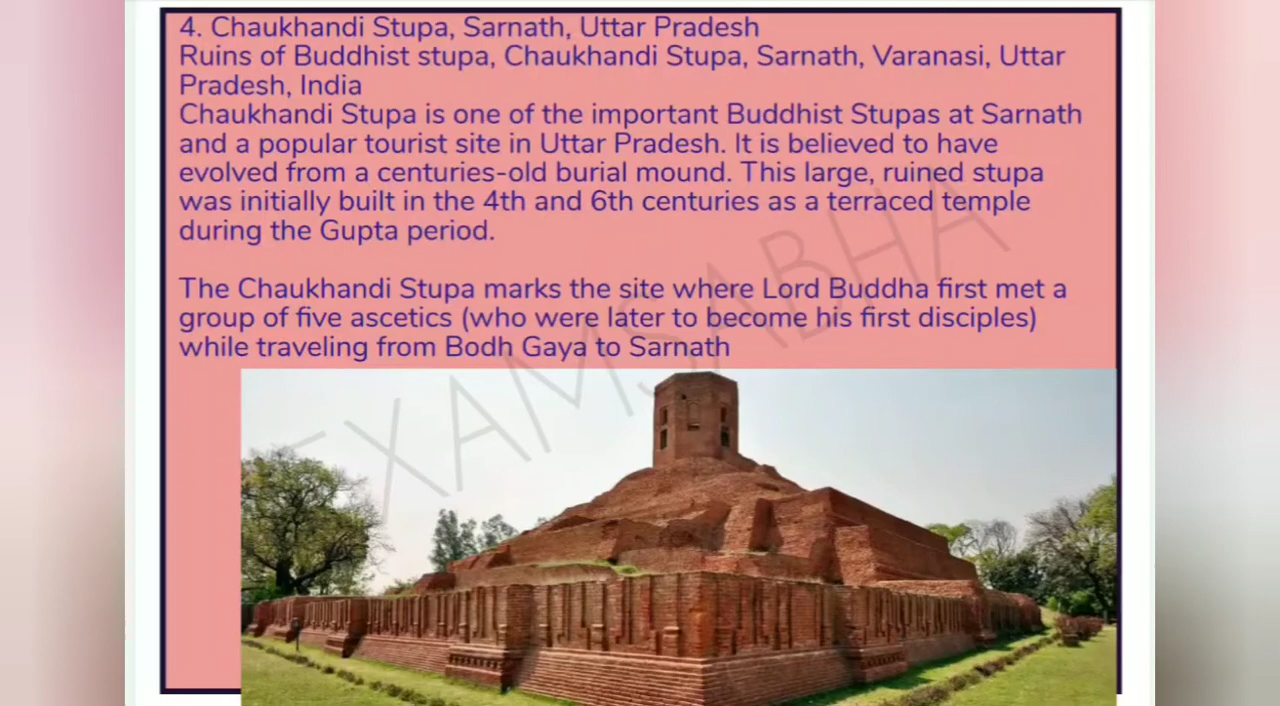 4. Chaukhandi Stupa, Sarnath, Uttar Pradesh
Ruins of Buddhist stupa, Chaukhandi Stupa, Sarnath, Varanasi, Uttar
Pradesh, India
Chaukhandi Stupa is one of the important Buddhist Stupas at Sarnath
and a popular tourist site in Uttar Pradesh. It is believed to have
evolved from a centuries-old burial mound. This large, ruined stupa
was initially built in the 4th and 6th centuries as a terraced temple
during the Gupta period.
The Chaukhandi Stupa marks the site where Lord Buddha first met a
group of five ascetics (who were later to become his first disciples)
while traveling from Bodh Gaya to Sarnath
EXAMSABHA